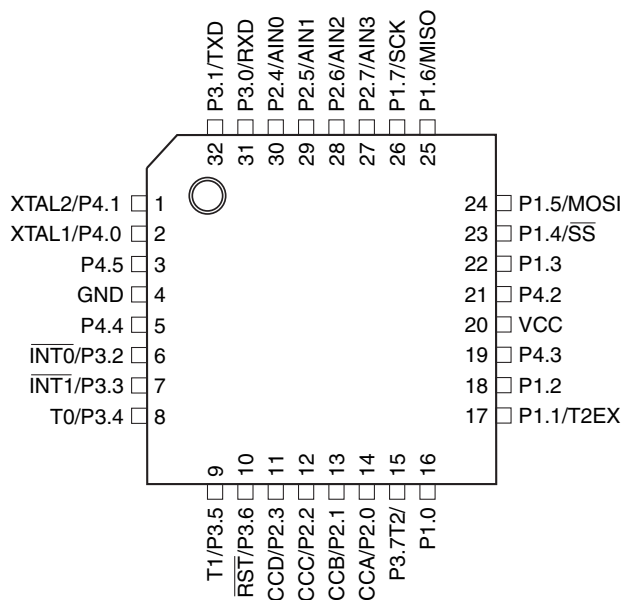 P3.1/TXD
P3.0/RXD
P2.4/AIN0
P2.5/AIN1
P2.6/AIN2
P2.7/AIN3
P1.7/SCK
P1.6/MISO
32 31 30 29 28 27 26 25
XTAL2/P4.1 1
XTAL1/P4.0 2
P4.5 3
GND 4
P4.4 5
I̅N̅T̅0̅/P3.2 6
I̅N̅T̅1̅/P3.3 7
T0/P3.4 8
24 P1.5/MOSI
23 P1.4/S̅S̅
22 P1.3
21 P4.2
20 VCC
19 P4.3
18 P1.2
17 P1.1/T2EX
9 10 11 12 13 14 15 16
T1/P3.5
R̅S̅T̅/P3.6
CCD/P2.3
CCC/P2.2
CCB/P2.1
CCA/P2.0
P3.7T2/
P1.0